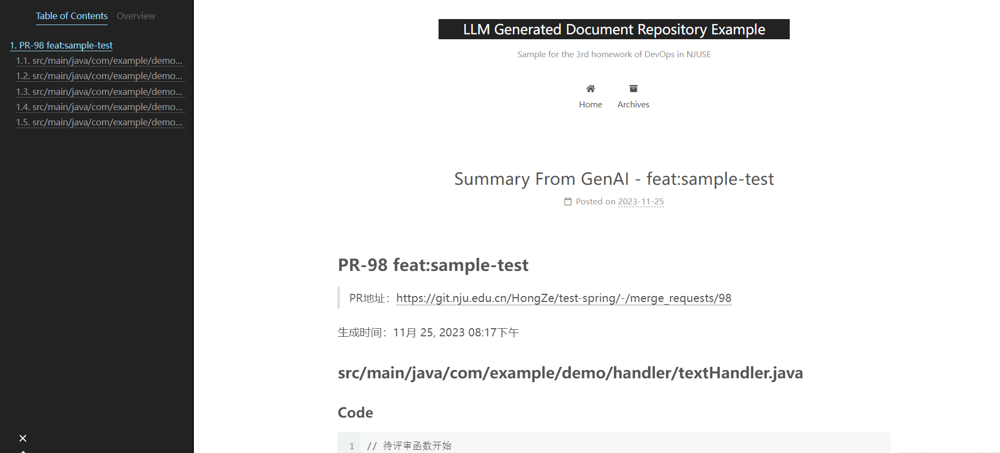 Table of Contents
Overview
1. PR-98 feat:sample-test
1.1. src/main/java/com/example/demo...
1.2. src/main/java/com/example/demo...
1.3. src/main/java/com/example/demo...
1.4. src/main/java/com/example/demo...
1.5. src/main/java/com/example/demo...
LLM Generated Document Repository Example
Sample for the 3rd homework of DevOps in NJUSE
Home
Archives
Summary From GenAI - feat:sample-test
Posted on 2023-11-25
PR-98 feat:sample-test
PR地址：https://git.nju.edu.cn/HongZe/test-spring/-/merge_requests/98
生成时间：11月 25, 2023 08:17下午
src/main/java/com/example/demo/handler/textHandler.java
Code
1 // 待评审函数开始